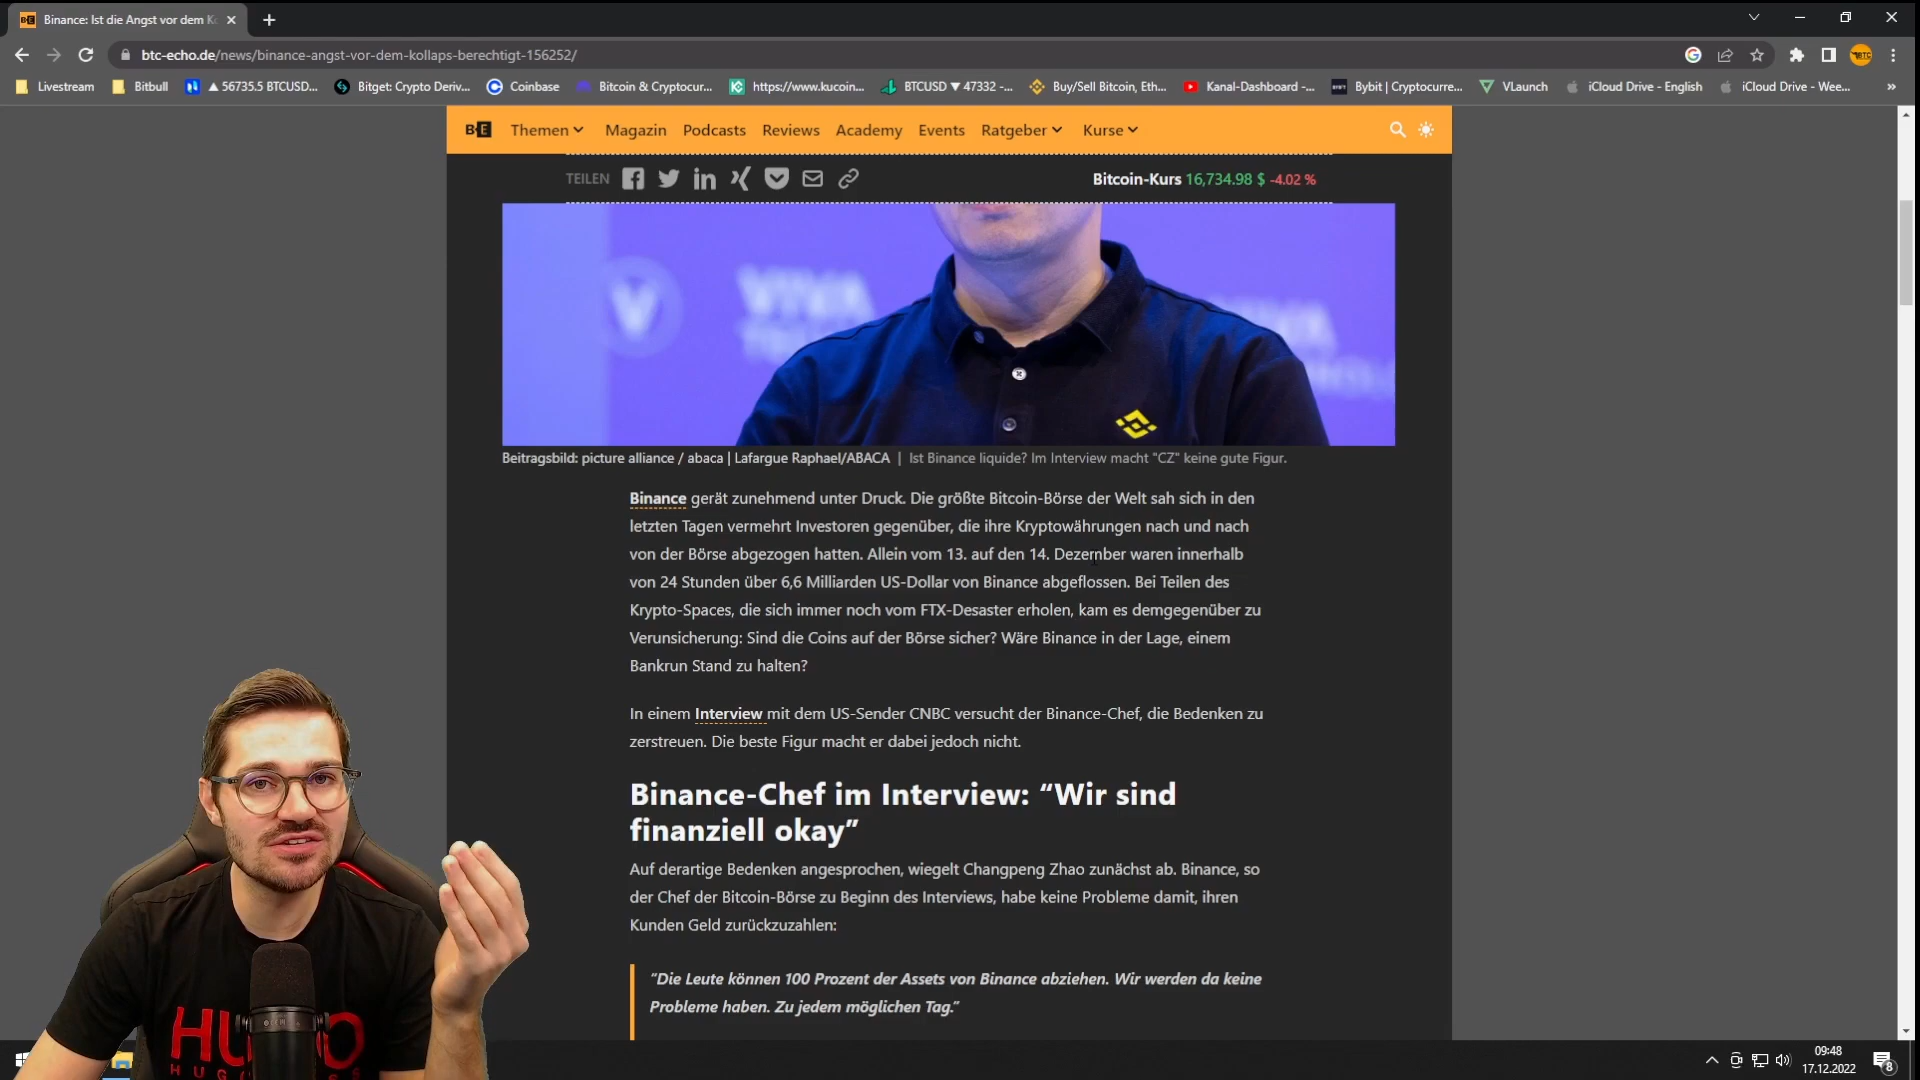 Binance: Ist die Angst vor dem Ko
btc-echo.de/news/binance-angst-vor-dem-kollaps-berechtigt-156252/
Livestream
Bitbull
▲ 56735.5 BTCUSD...
Bitget: Crypto Deriv...
Coinbase
Bitcoin & Cryptocur...
https://www.kucoin...
BTCUSD ▼ 47332 -...
Buy/Sell Bitcoin, Eth...
Kanal-Dashboard -...
Bybit | Cryptocurre...
VLaunch
iCloud Drive - English
iCloud Drive - Wee...
»
Themen
Magazin
Podcasts
Reviews
Academy
Events
Ratgeber
Kurse
TEILEN
Bitcoin-Kurs 16,734.98 $ -4.02 %
VIVA
Beitragsbild: picture alliance / abaca | Lafargue Raphael/ABACA | Ist Binance liquide? Im Interview macht "CZ" keine gute Figur.
Binance gerät zunehmend unter Druck. Die größte Bitcoin-Börse der Welt sah sich in den
letzten Tagen vermehrt Investoren gegenüber, die ihre Kryptowährungen nach und nach
von der Börse abgezogen hatten. Allein vom 13. auf den 14. Dezember waren innerhalb
von 24 Stunden über 6,6 Milliarden US-Dollar von Binance abgeflossen. Bei Teilen des
Krypto-Spaces, die sich immer noch vom FTX-Desaster erholen, kam es demgegenüber zu
Verunsicherung: Sind die Coins auf der Börse sicher? Wäre Binance in der Lage, einem
Bankrun Stand zu halten?
In einem Interview mit dem US-Sender CNBC versucht der Binance-Chef, die Bedenken zu
zerstreuen. Die beste Figur macht er dabei jedoch nicht.
Binance-Chef im Interview: “Wir sind
finanziell okay”
Auf derartige Bedenken angesprochen, wiegelt Changpeng Zhao zunächst ab. Binance, so
der Chef der Bitcoin-Börse zu Beginn des Interviews, habe keine Probleme damit, ihren
Kunden Geld zurückzuzahlen:
“Die Leute können 100 Prozent der Assets von Binance abziehen. Wir werden da keine
Probleme haben. Zu jedem möglichen Tag.”
09:48
17.12.2022
8